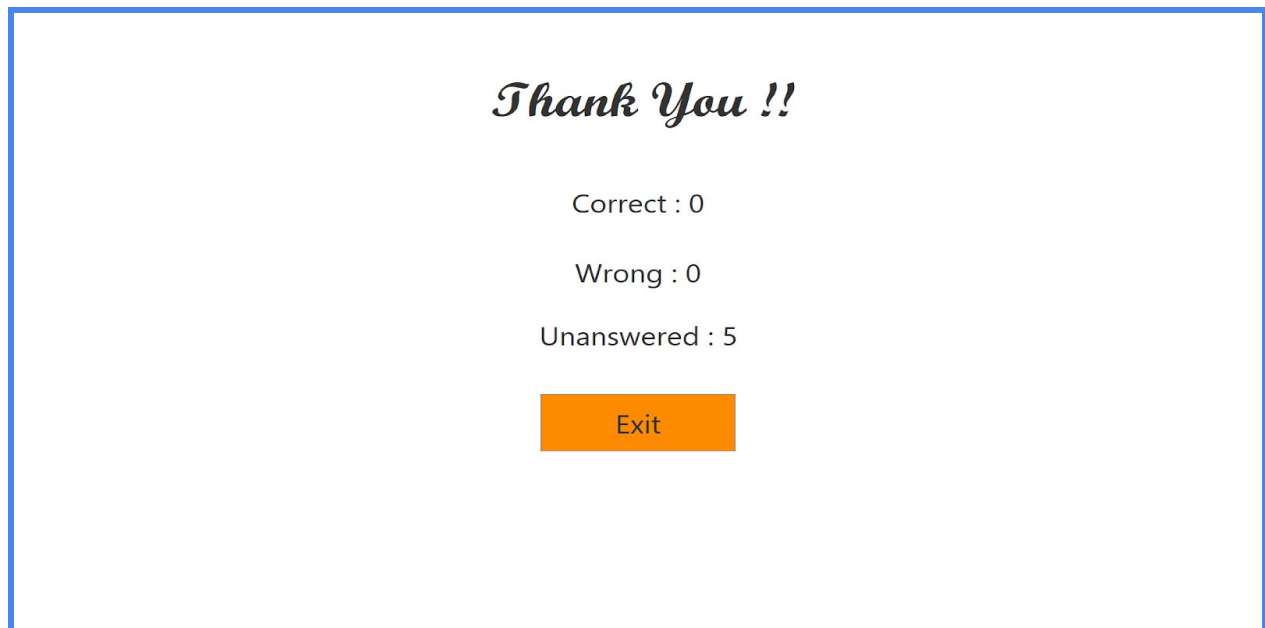 Thank You !!
Correct : 0
Wrong : 0
Unanswered : 5
Exit